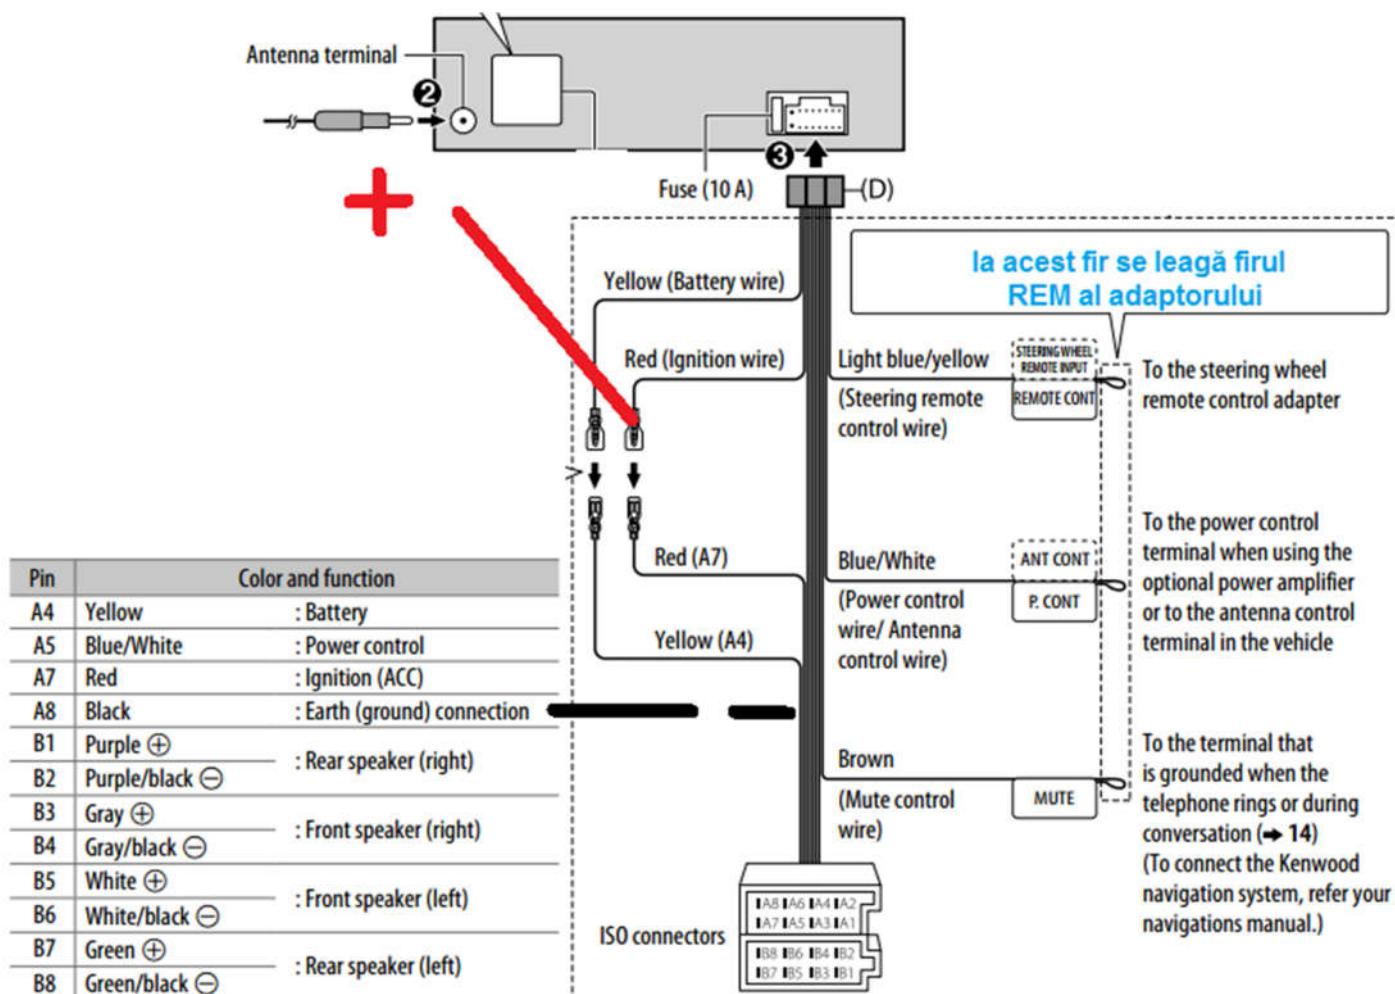 Antenna terminal
2
3
Fuse (10 A)
(D)
la acest fir se leagă firul
REM al adaptorului
Yellow (Battery wire)
Red (Ignition wire)
Light blue/yellow
(Steering remote
control wire)
STEERING WHEEL
REMOTE INPUT
REMOTE CONT
To the steering wheel
remote control adapter
Red (A7)
Yellow (A4)
Blue/White
(Power control
wire/ Antenna
control wire)
ANT CONT
P. CONT
To the power control
terminal when using the
optional power amplifier
or to the antenna control
terminal in the vehicle
Brown
(Mute control
wire)
MUTE
To the terminal that
is grounded when the
telephone rings or during
conversation (➜ 14)
(To connect the Kenwood
navigation system, refer your
navigations manual.)
Pin Color and function
A4 Yellow : Battery
A5 Blue/White : Power control
A7 Red : Ignition (ACC)
A8 Black : Earth (ground) connection
B1 Purple ⊕
: Rear speaker (right)
B2 Purple/black ⊖
B3 Gray ⊕
: Front speaker (right)
B4 Gray/black ⊖
B5 White ⊕
: Front speaker (left)
B6 White/black ⊖
B7 Green ⊕
: Rear speaker (left)
B8 Green/black ⊖
ISO connectors
A8 A6 A4 A2
A7 A5 A3 A1
B8 B6 B4 B2
B7 B5 B3 B1